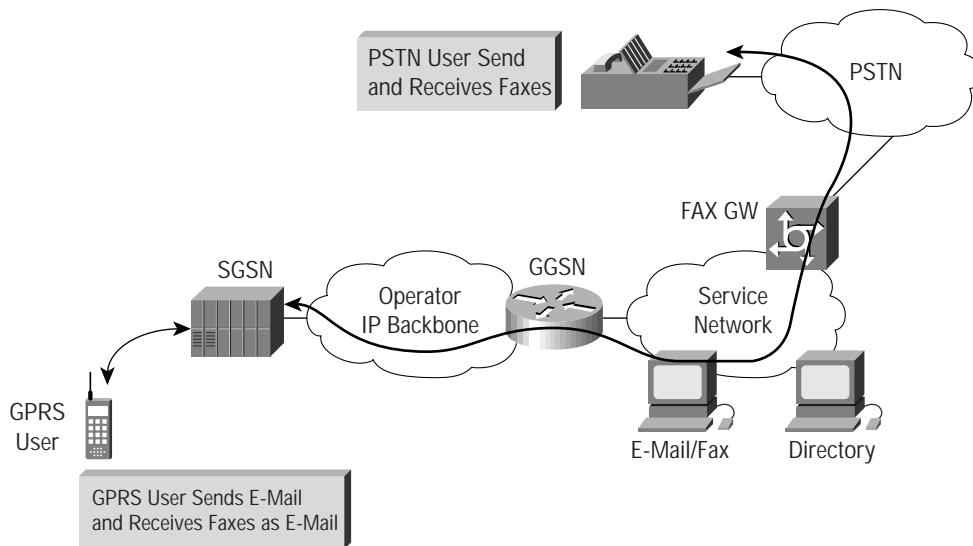 PSTN User Send
and Receives Faxes
PSTN
FAX GW
SGSN
Operator
IP Backbone
GGSN
Service
Network
GPRS
User
E-Mail/Fax
Directory
GPRS User Sends E-Mail
and Receives Faxes as E-Mail